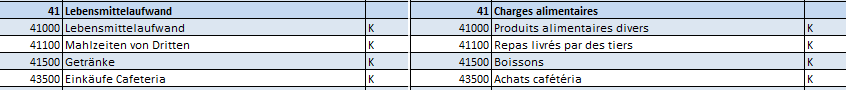 41 Lebensmittelaufwand 41 Charges alimentaires
41000 Lebensmittelaufwand K 41000 Produits alimentaires divers K
41100 Mahlzeiten von Dritten K 41100 Repas livrés par des tiers K
41500 Getränke K 41500 Boissons K
43500 Einkäufe Cafeteria K 43500 Achats cafétéria K